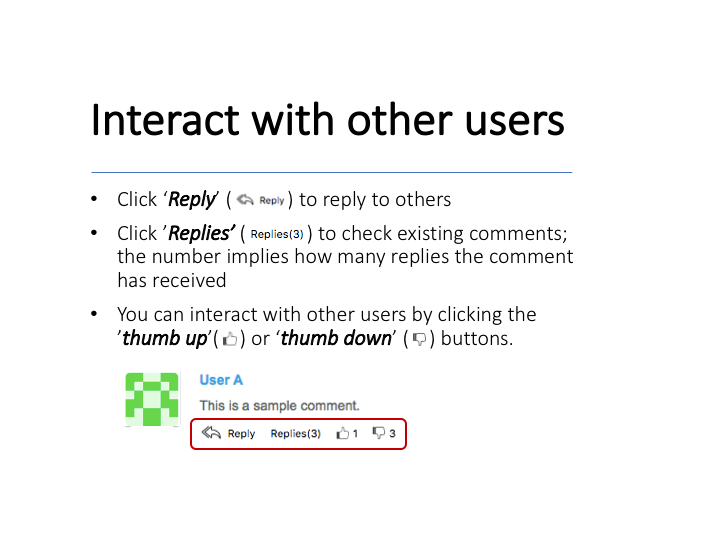 Interact with other users
• Click ‘Reply’ ( Reply ) to reply to others
• Click ’Replies’ ( Replies(3) ) to check existing comments;
the number implies how many replies the comment
has received
• You can interact with other users by clicking the
’thumb up’( ) or ‘thumb down’ ( ) buttons.
User A
This is a sample comment.
Reply Replies(3) 1 3